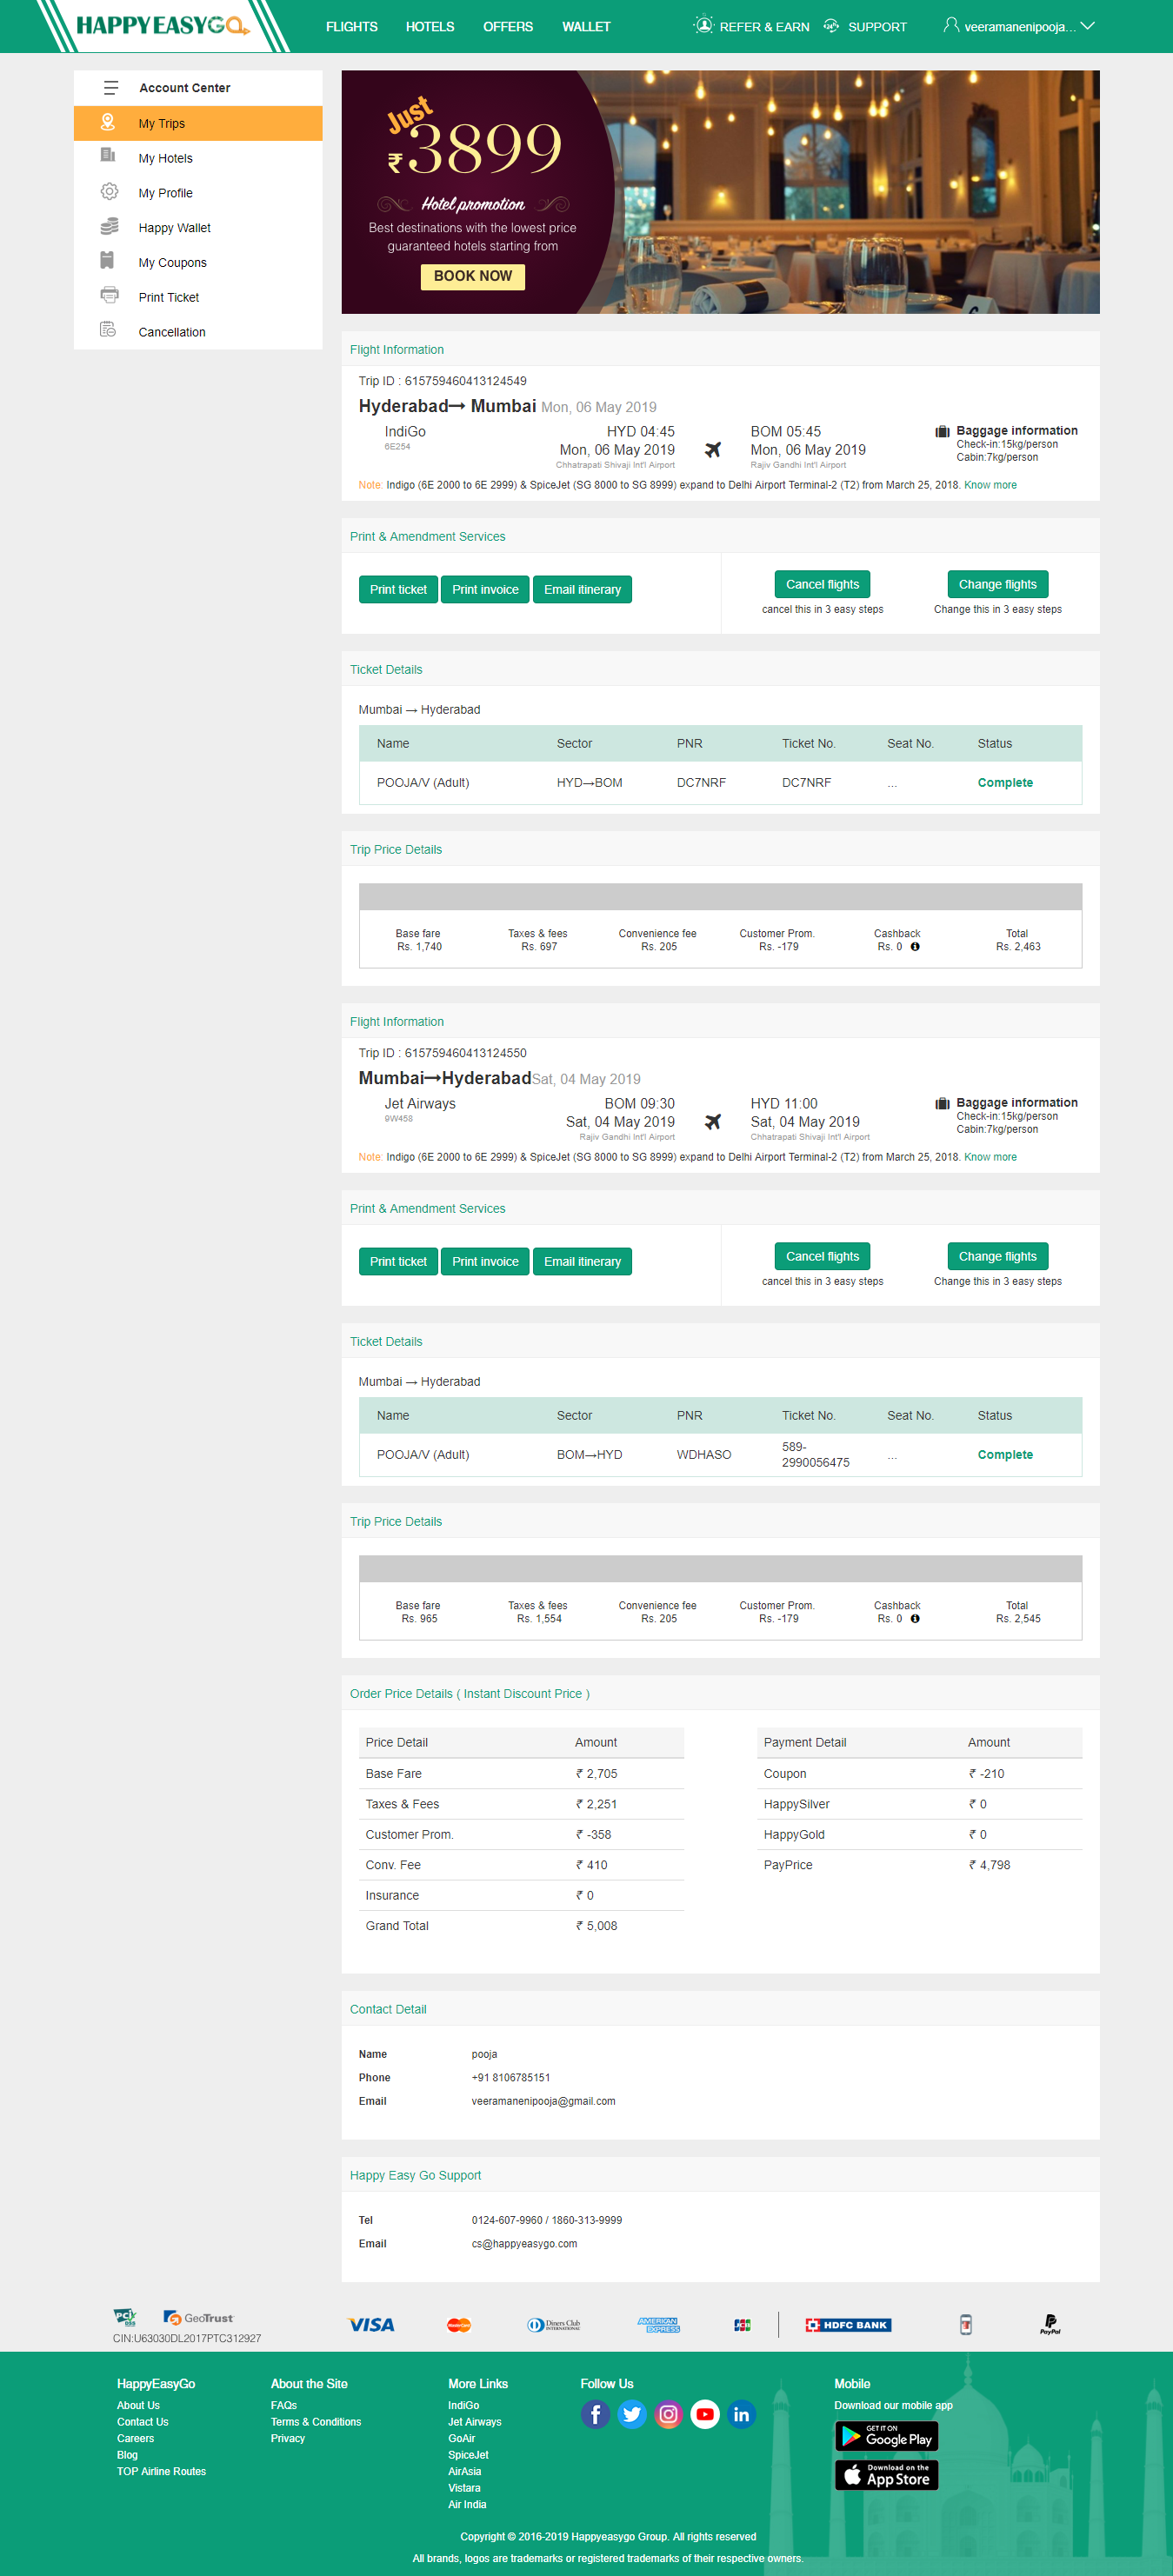 HAPPYEASYGO
FLIGHTS HOTELS OFFERS WALLET REFER & EARN SUPPORT veeramanenipooja...
Account Center
My Trips
My Hotels
My Profile
Happy Wallet
My Coupons
Print Ticket
Cancellation
Just
₹3899
Hotel promotion
Best destinations with the lowest price
guaranteed hotels starting from
BOOK NOW
Flight Information
Trip ID : 615759460413124549
Hyderabad→ Mumbai Mon, 06 May 2019
IndiGo HYD 04:45 BOM 05:45 Baggage information
6E254 Mon, 06 May 2019 Mon, 06 May 2019 Check-in:15kg/person
Chhatrapati Shivaji Int'l Airport Rajiv Gandhi Int'l Airport Cabin:7kg/person
Note: Indigo (6E 2000 to 6E 2999) & SpiceJet (SG 8000 to SG 8999) expand to Delhi Airport Terminal-2 (T2) from March 25, 2018. Know more
Print & Amendment Services
Print ticket Print invoice Email itinerary Cancel flights Change flights
cancel this in 3 easy steps Change this in 3 easy steps
Ticket Details
Mumbai → Hyderabad
Name Sector PNR Ticket No. Seat No. Status
POOJA/V (Adult) HYD→BOM DC7NRF DC7NRF ... Complete
Trip Price Details
Base fare Taxes & fees Convenience fee Customer Prom. Cashback Total
Rs. 1,740 Rs. 697 Rs. 205 Rs. -179 Rs. 0 Rs. 2,463
Flight Information
Trip ID : 615759460413124550
Mumbai→HyderabadSat, 04 May 2019
Jet Airways BOM 09:30 HYD 11:00 Baggage information
9W458 Sat, 04 May 2019 Sat, 04 May 2019 Check-in:15kg/person
Rajiv Gandhi Int'l Airport Chhatrapati Shivaji Int'l Airport Cabin:7kg/person
Note: Indigo (6E 2000 to 6E 2999) & SpiceJet (SG 8000 to SG 8999) expand to Delhi Airport Terminal-2 (T2) from March 25, 2018. Know more
Print & Amendment Services
Print ticket Print invoice Email itinerary Cancel flights Change flights
cancel this in 3 easy steps Change this in 3 easy steps
Ticket Details
Mumbai → Hyderabad
Name Sector PNR Ticket No. Seat No. Status
POOJA/V (Adult) BOM→HYD WDHASO 589-2990056475 ... Complete
Trip Price Details
Base fare Taxes & fees Convenience fee Customer Prom. Cashback Total
Rs. 965 Rs. 1,554 Rs. 205 Rs. -179 Rs. 0 Rs. 2,545
Order Price Details ( Instant Discount Price )
Price Detail Amount Payment Detail Amount
Base Fare ₹ 2,705 Coupon ₹ -210
Taxes & Fees ₹ 2,251 HappySilver ₹ 0
Customer Prom. ₹ -358 HappyGold ₹ 0
Conv. Fee ₹ 410 PayPrice ₹ 4,798
Insurance ₹ 0
Grand Total ₹ 5,008
Contact Detail
Name pooja
Phone +91 8106785151
Email veeramanenipooja@gmail.com
Happy Easy Go Support
Tel 0124-607-9960 / 1860-313-9999
Email cs@happyeasygo.com
PCI GeoTrust VISA MasterCard Diners Club INTERNATIONAL AMERICAN EXPRESS JCB HDFC BANK PayPal
CIN:U63030DL2017PTC312927
HappyEasyGo About the Site More Links Follow Us Mobile
About Us FAQs IndiGo Download our mobile app
Contact Us Terms & Conditions Jet Airways
Careers Privacy GoAir GET IT ON Google Play
Blog SpiceJet
TOP Airline Routes AirAsia Download on the App Store
Vistara
Air India
Copyright © 2016-2019 Happyeasygo Group. All rights reserved
All brands, logos are trademarks or registered trademarks of their respective owners.